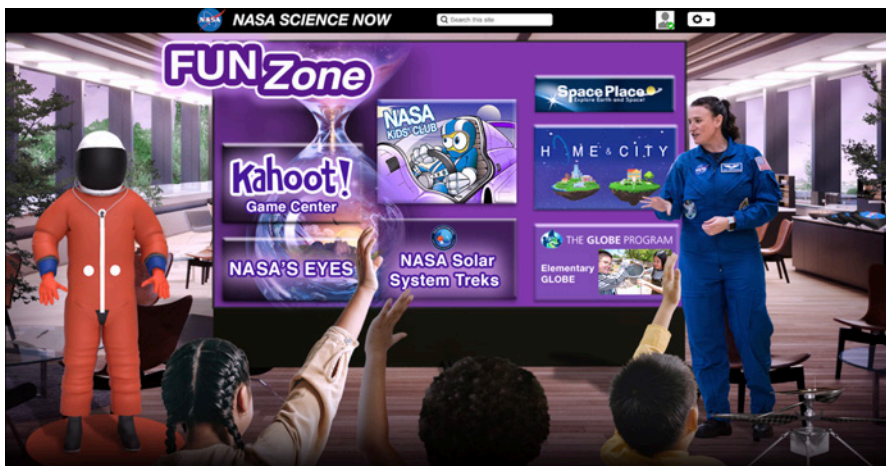 NASA
NASA SCIENCE NOW
Search this site
FUN
Zone
Kahoot!
Game Center
NASA'S EYES
NASA
KiDS' CLUB
NASA Solar
System Treks
Space Place
Explore Earth and Space!
HOME & CITY
THE GLOBE PROGRAM
Elementary
GLOBE